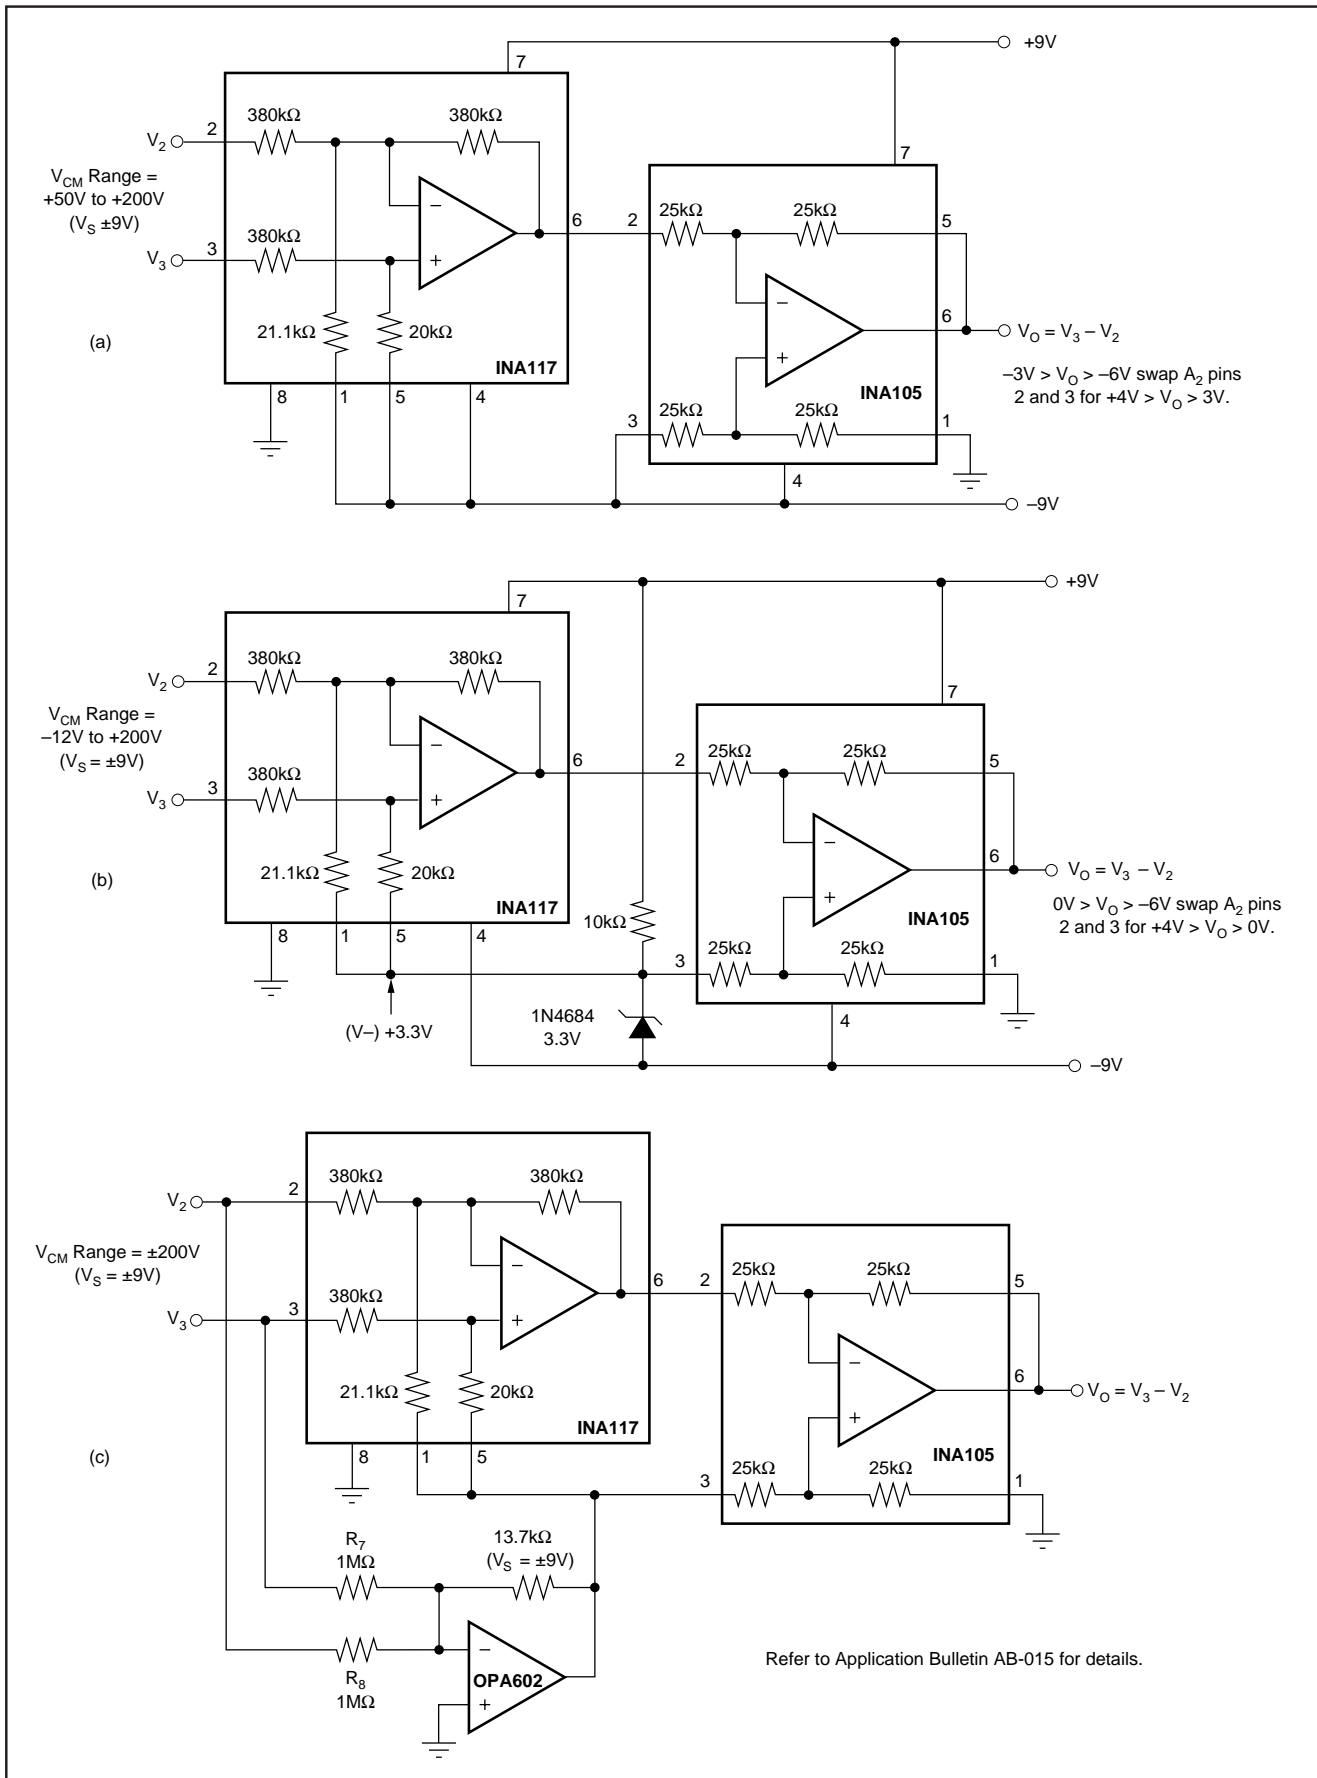 +9V
7
380kΩ
380kΩ
V2
2
7
VCM Range =
+50V to +200V
(VS ±9V)
–
6
2
25kΩ
25kΩ
5
V3
3
380kΩ
+
–
6
VO = V3 – V2
21.1kΩ
20kΩ
(a)
+
INA117
INA105
–3V > VO > –6V swap A2 pins
2 and 3 for +4V > VO > 3V.
8
1
5
4
3
25kΩ
25kΩ
1
4
–9V
+9V
7
380kΩ
380kΩ
V2
2
7
VCM Range =
–12V to +200V
(VS = ±9V)
–
6
2
25kΩ
25kΩ
5
V3
3
380kΩ
+
–
6
VO = V3 – V2
21.1kΩ
20kΩ
(b)
+
INA117
10kΩ
INA105
0V > VO > –6V swap A2 pins
2 and 3 for +4V > VO > 0V.
8
1
5
4
3
25kΩ
25kΩ
1
(V–) +3.3V
1N4684
3.3V
4
–9V
380kΩ
380kΩ
V2
2
VCM Range = ±200V
(VS = ±9V)
–
6
2
25kΩ
25kΩ
5
V3
3
380kΩ
+
–
6
VO = V3 – V2
21.1kΩ
20kΩ
+
INA117
INA105
(c)
8
1
5
3
25kΩ
25kΩ
1
R7
1MΩ
13.7kΩ
(VS = ±9V)
–
OPA602
+
R8
1MΩ
Refer to Application Bulletin AB-015 for details.